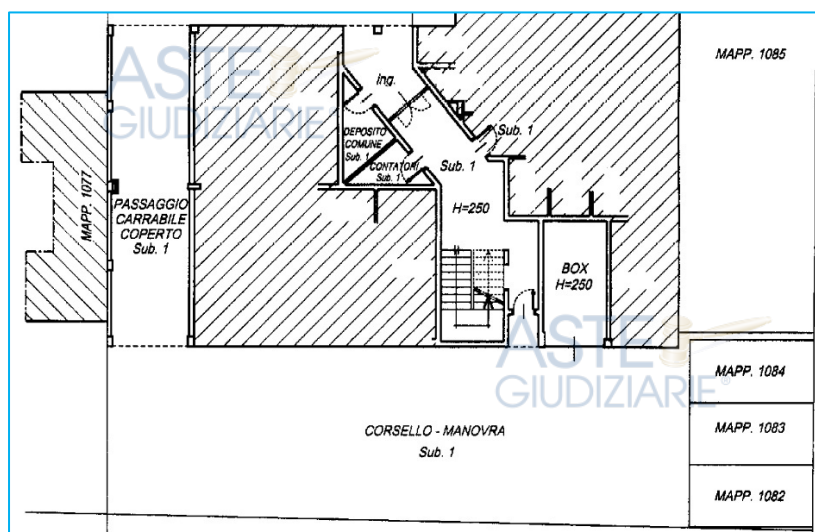 MAPP. 1085
ASTE
GIUDIZIARIE®
Ing.
Sub. 1
DEPOSITO
COMUNE
Sub. 1
CONTATORI
Sub. 1
Sub. 1
MAPP. 1077
PASSAGGIO
CARRABILE
COPERTO
Sub. 1
H=250
BOX
H=250
ASTE
GIUDIZIARIE®
MAPP. 1084
CORSELLO - MANOVRA
Sub. 1
MAPP. 1083
MAPP. 1082